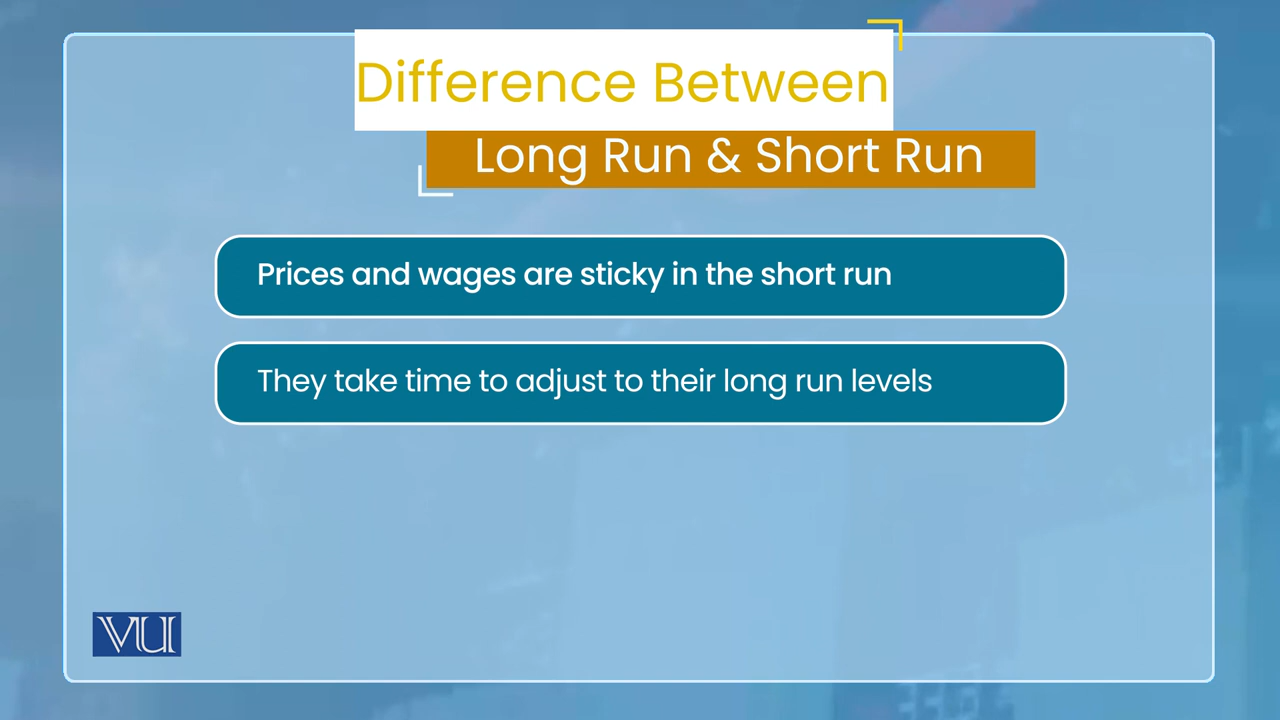 Difference Between
Long Run & Short Run
Prices and wages are sticky in the short run
They take time to adjust to their long run levels
VU